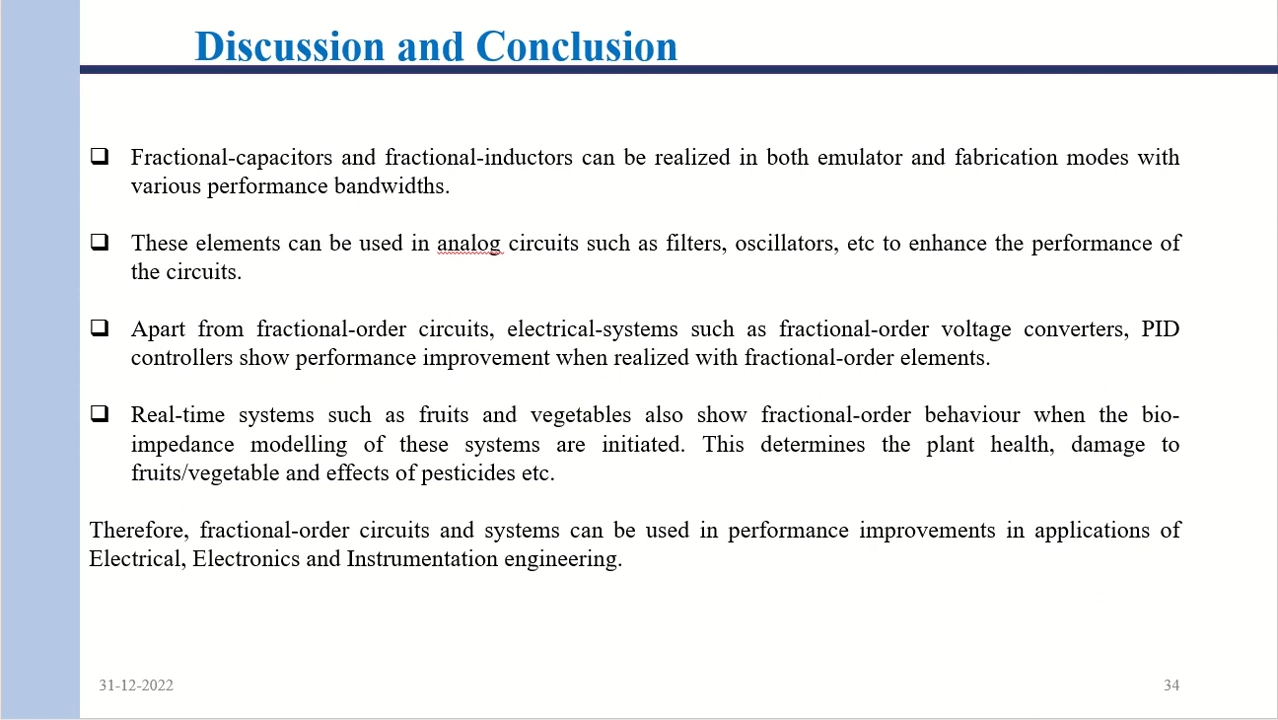 Discussion and Conclusion
❑ Fractional-capacitors and fractional-inductors can be realized in both emulator and fabrication modes with
various performance bandwidths.
❑ These elements can be used in analog circuits such as filters, oscillators, etc to enhance the performance of
the circuits.
❑ Apart from fractional-order circuits, electrical-systems such as fractional-order voltage converters, PID
controllers show performance improvement when realized with fractional-order elements.
❑ Real-time systems such as fruits and vegetables also show fractional-order behaviour when the bio-
impedance modelling of these systems are initiated. This determines the plant health, damage to
fruits/vegetable and effects of pesticides etc.
Therefore, fractional-order circuits and systems can be used in performance improvements in applications of
Electrical, Electronics and Instrumentation engineering.
31-12-2022
34